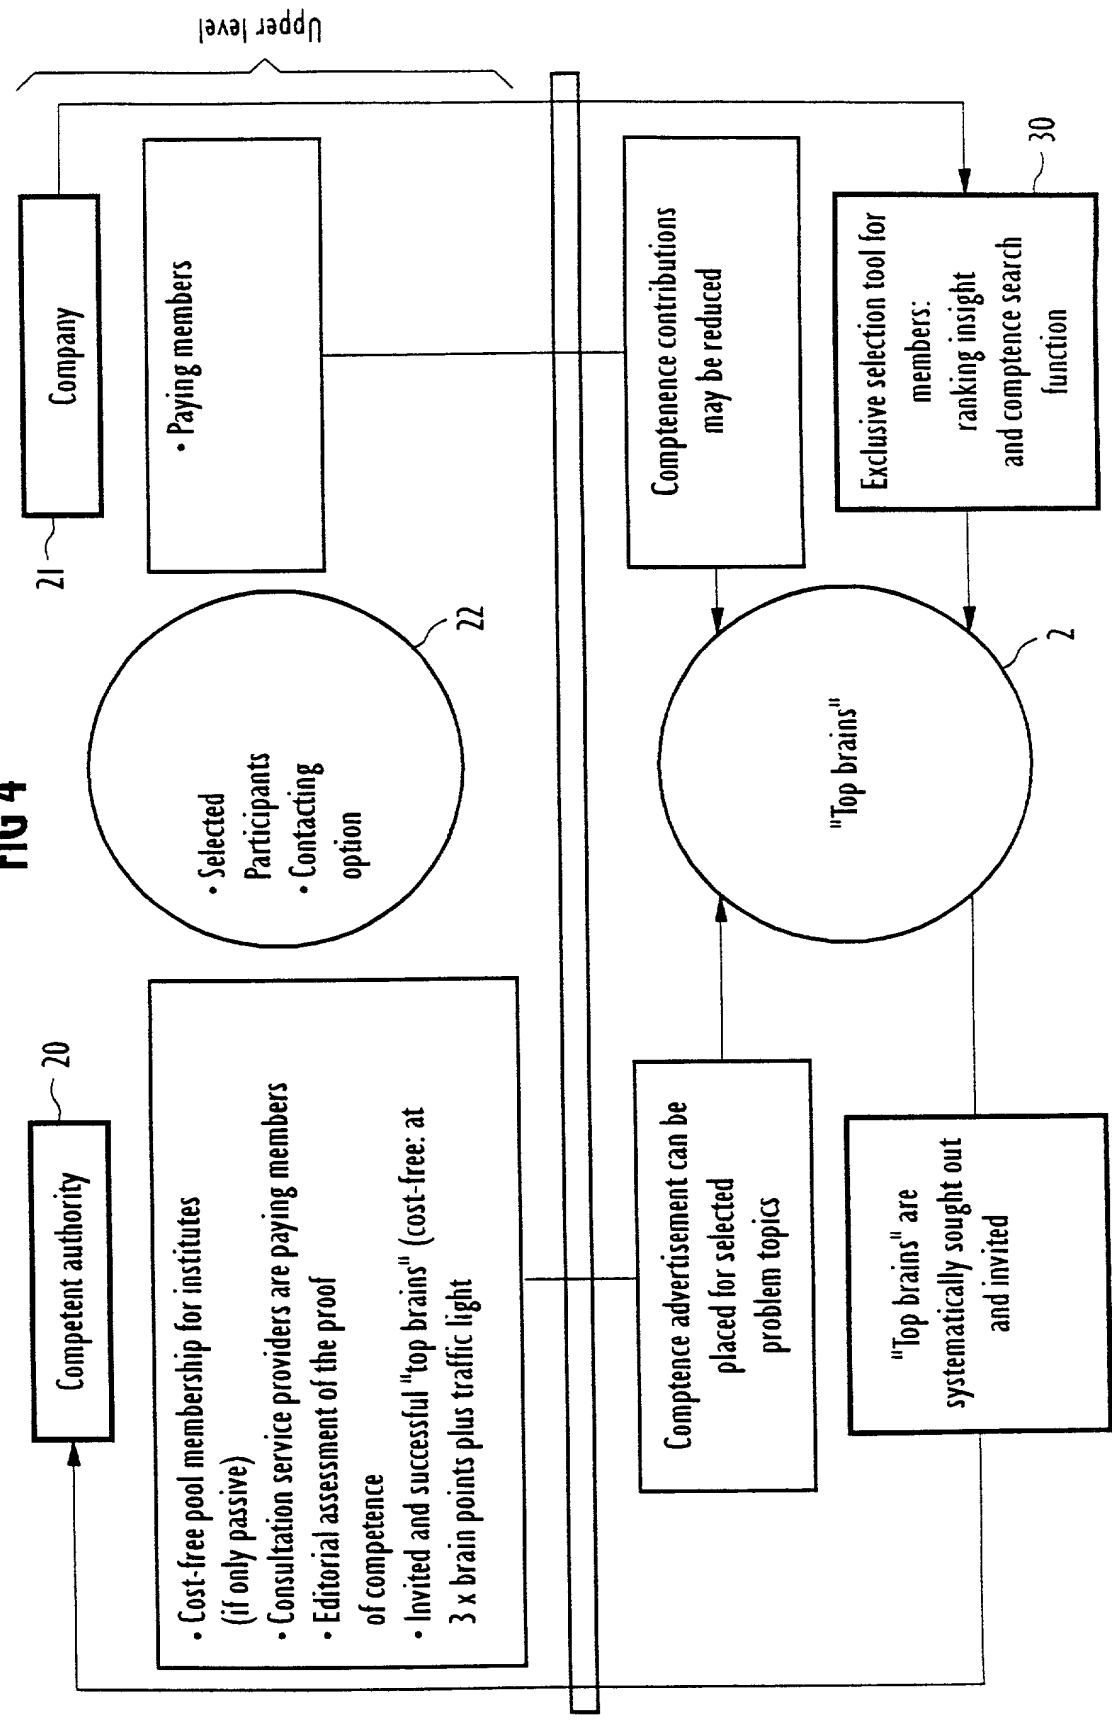 FIG 4
Competent authority
20
21
Company
Upper level
• Cost-free pool membership for institutes
(if only passive)
• Consultation service providers are paying members
• Editorial assessment of the proof
of competence
• Invited and successful "top brains" (cost-free: at
3 x brain points plus traffic light
• Selected
Participants
• Contacting
option
22
• Paying members
Comptence advertisement can be
placed for selected
problem topics
"Top brains"
2
Comptenence contributions
may be reduced
"Top brains" are
systematically sought out
and invited
Exclusive selection tool for
members:
ranking insight
and comptence search
function
30